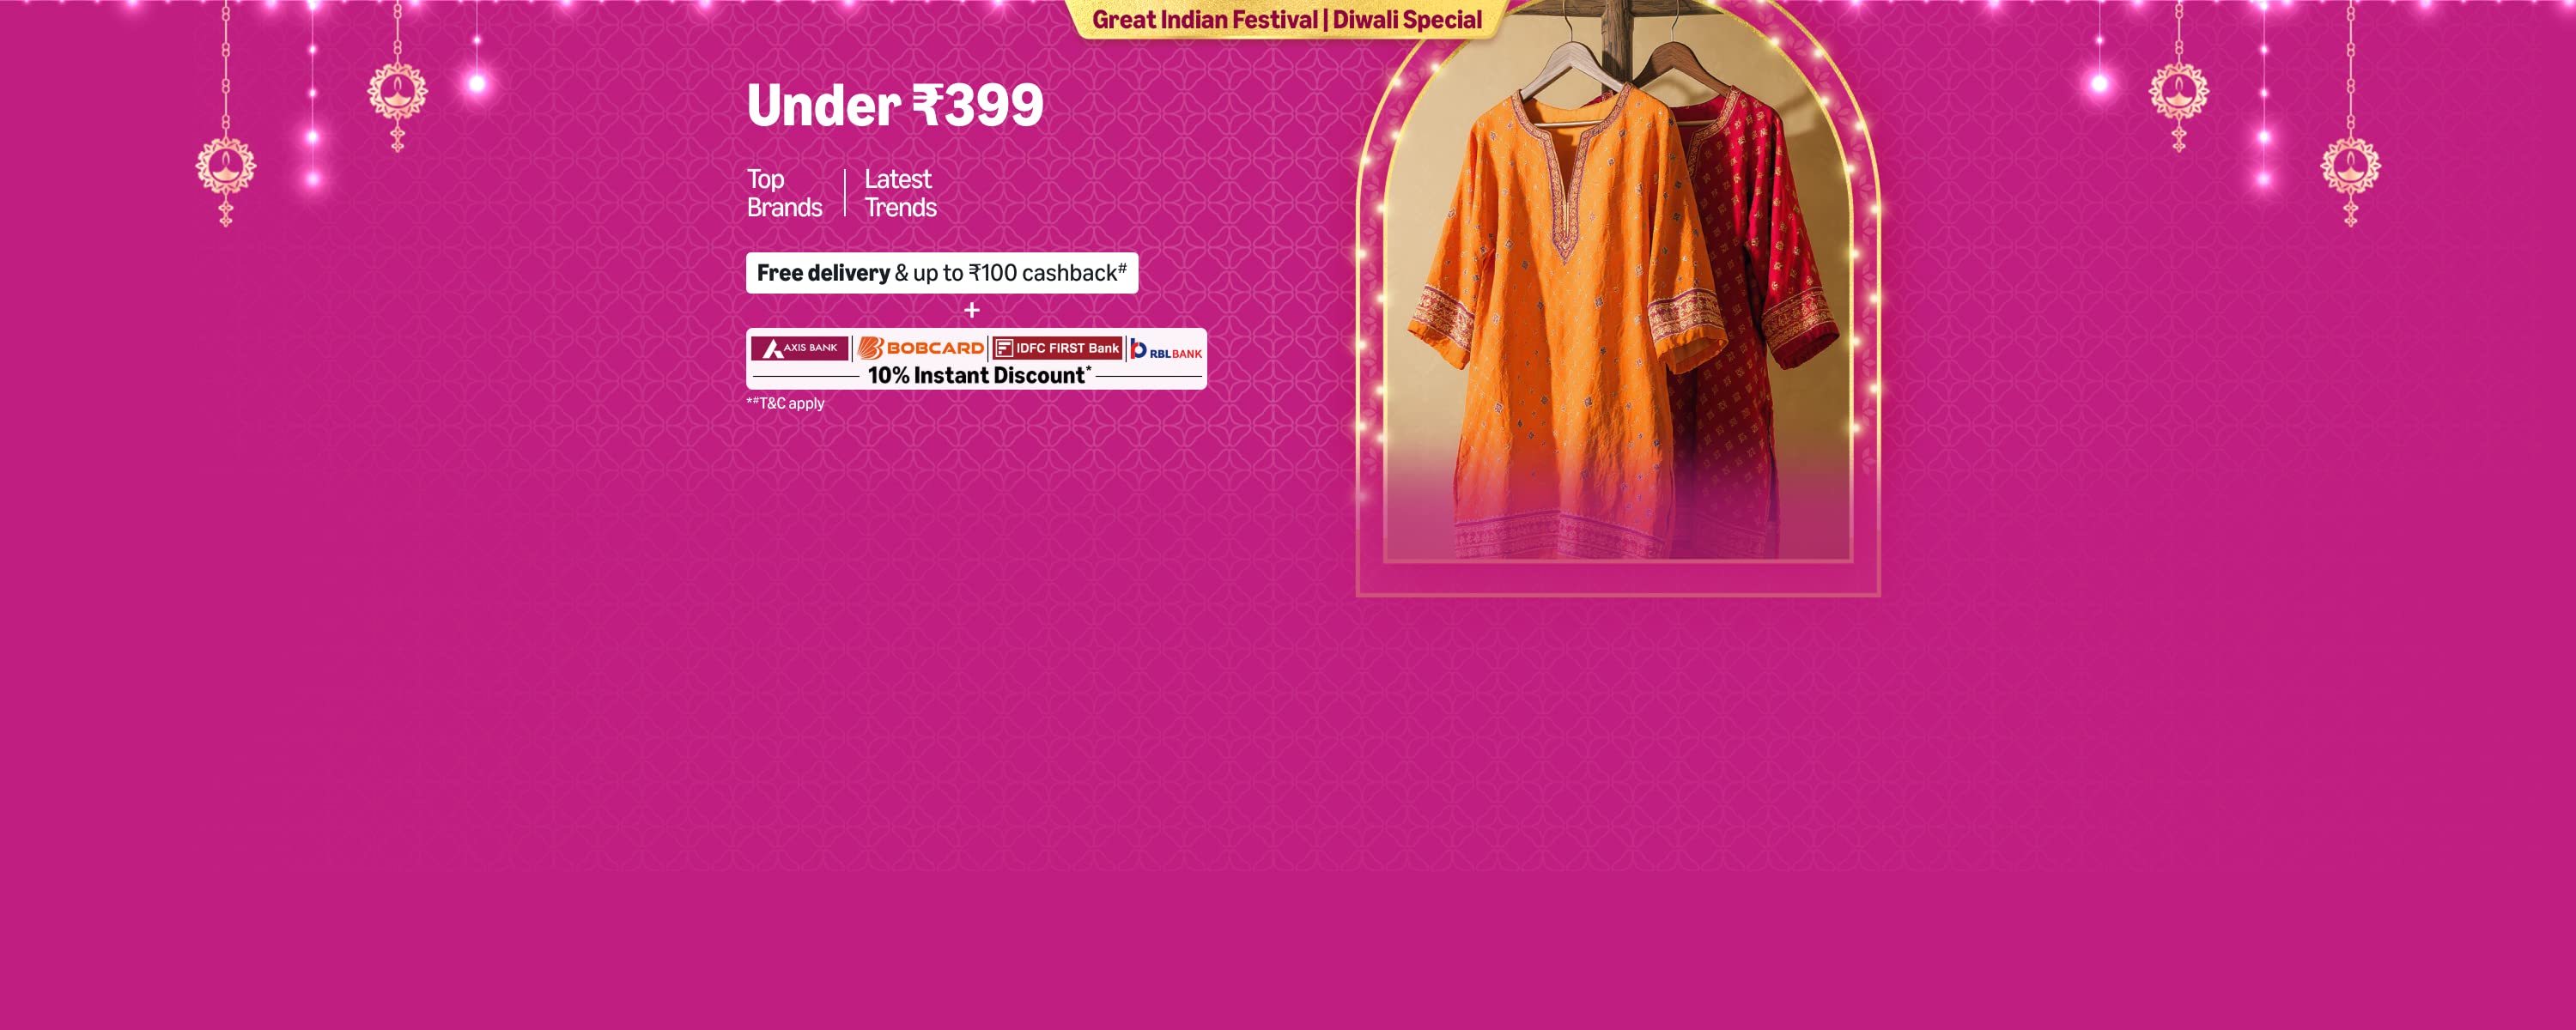 Great Indian Festival | Diwali Special
Under ₹399
Top
Brands
Latest
Trends
Free delivery & up to ₹100 cashback#
+
AXIS BANK | BOBCARD | IDFC FIRST Bank | RBL BANK
10% Instant Discount*
*#T&C apply